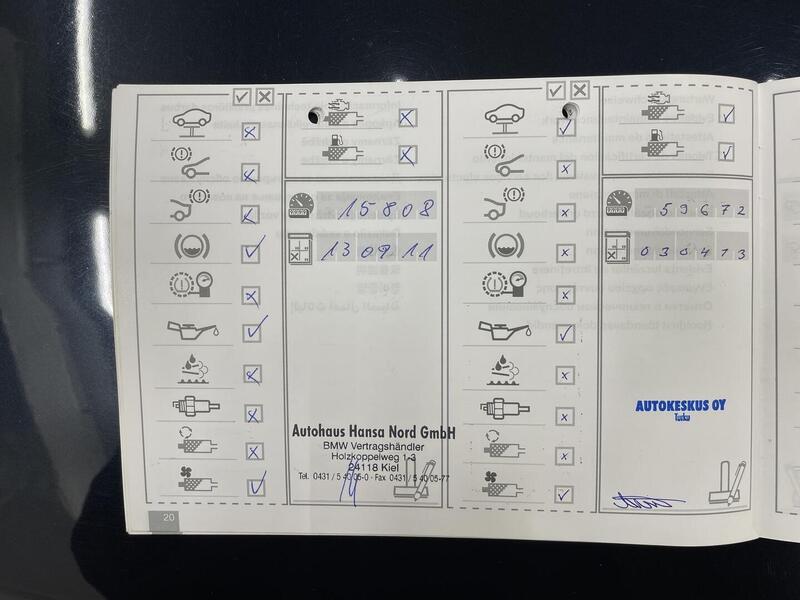 15808
130911
Autohaus Hansa Nord GmbH
BMW Vertragshändler
Holzkoppelweg 1-3
24118 Kiel
Tel. 0431 / 5 40 05-0 · Fax 0431 / 5 40 05-77
20
59672
030413
AUTOKESKUS OY
Turku